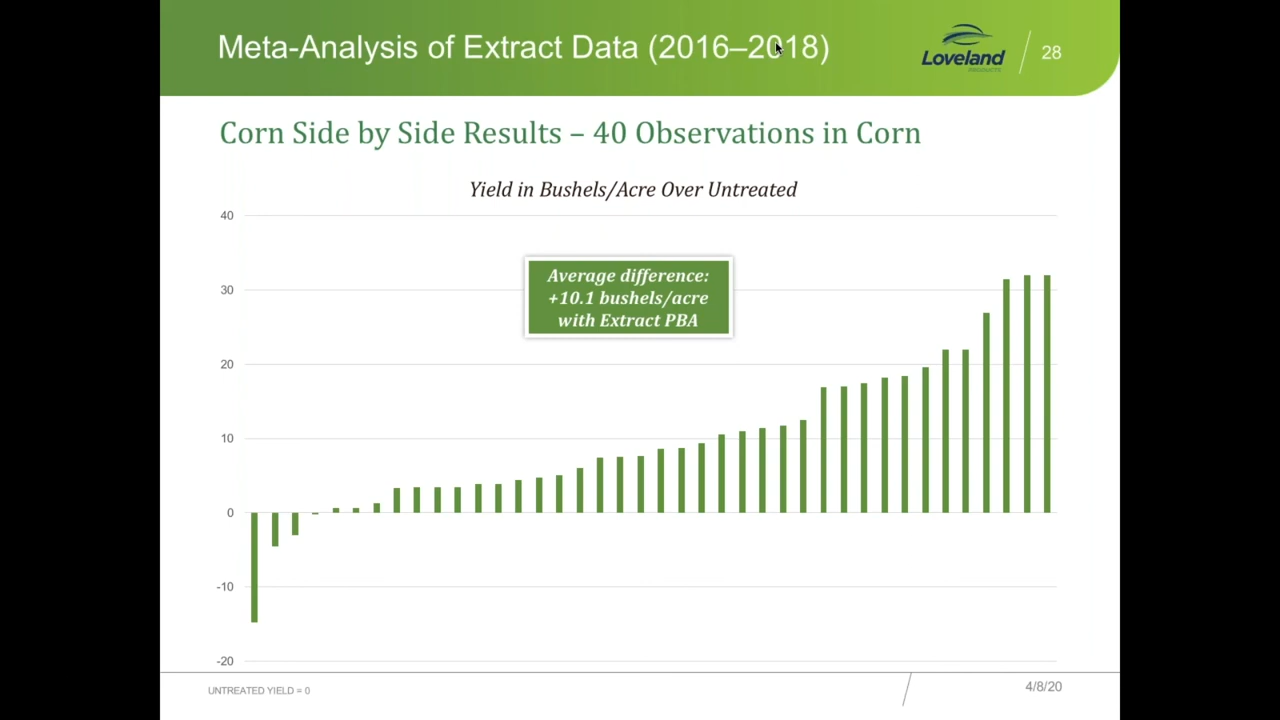 Meta-Analysis of Extract Data (2016–2018)
Loveland
PRODUCTS
28
Corn Side by Side Results – 40 Observations in Corn
Yield in Bushels/Acre Over Untreated
40
30
20
10
0
-10
-20
Average difference:
+10.1 bushels/acre
with Extract PBA
UNTREATED YIELD = 0
4/8/20